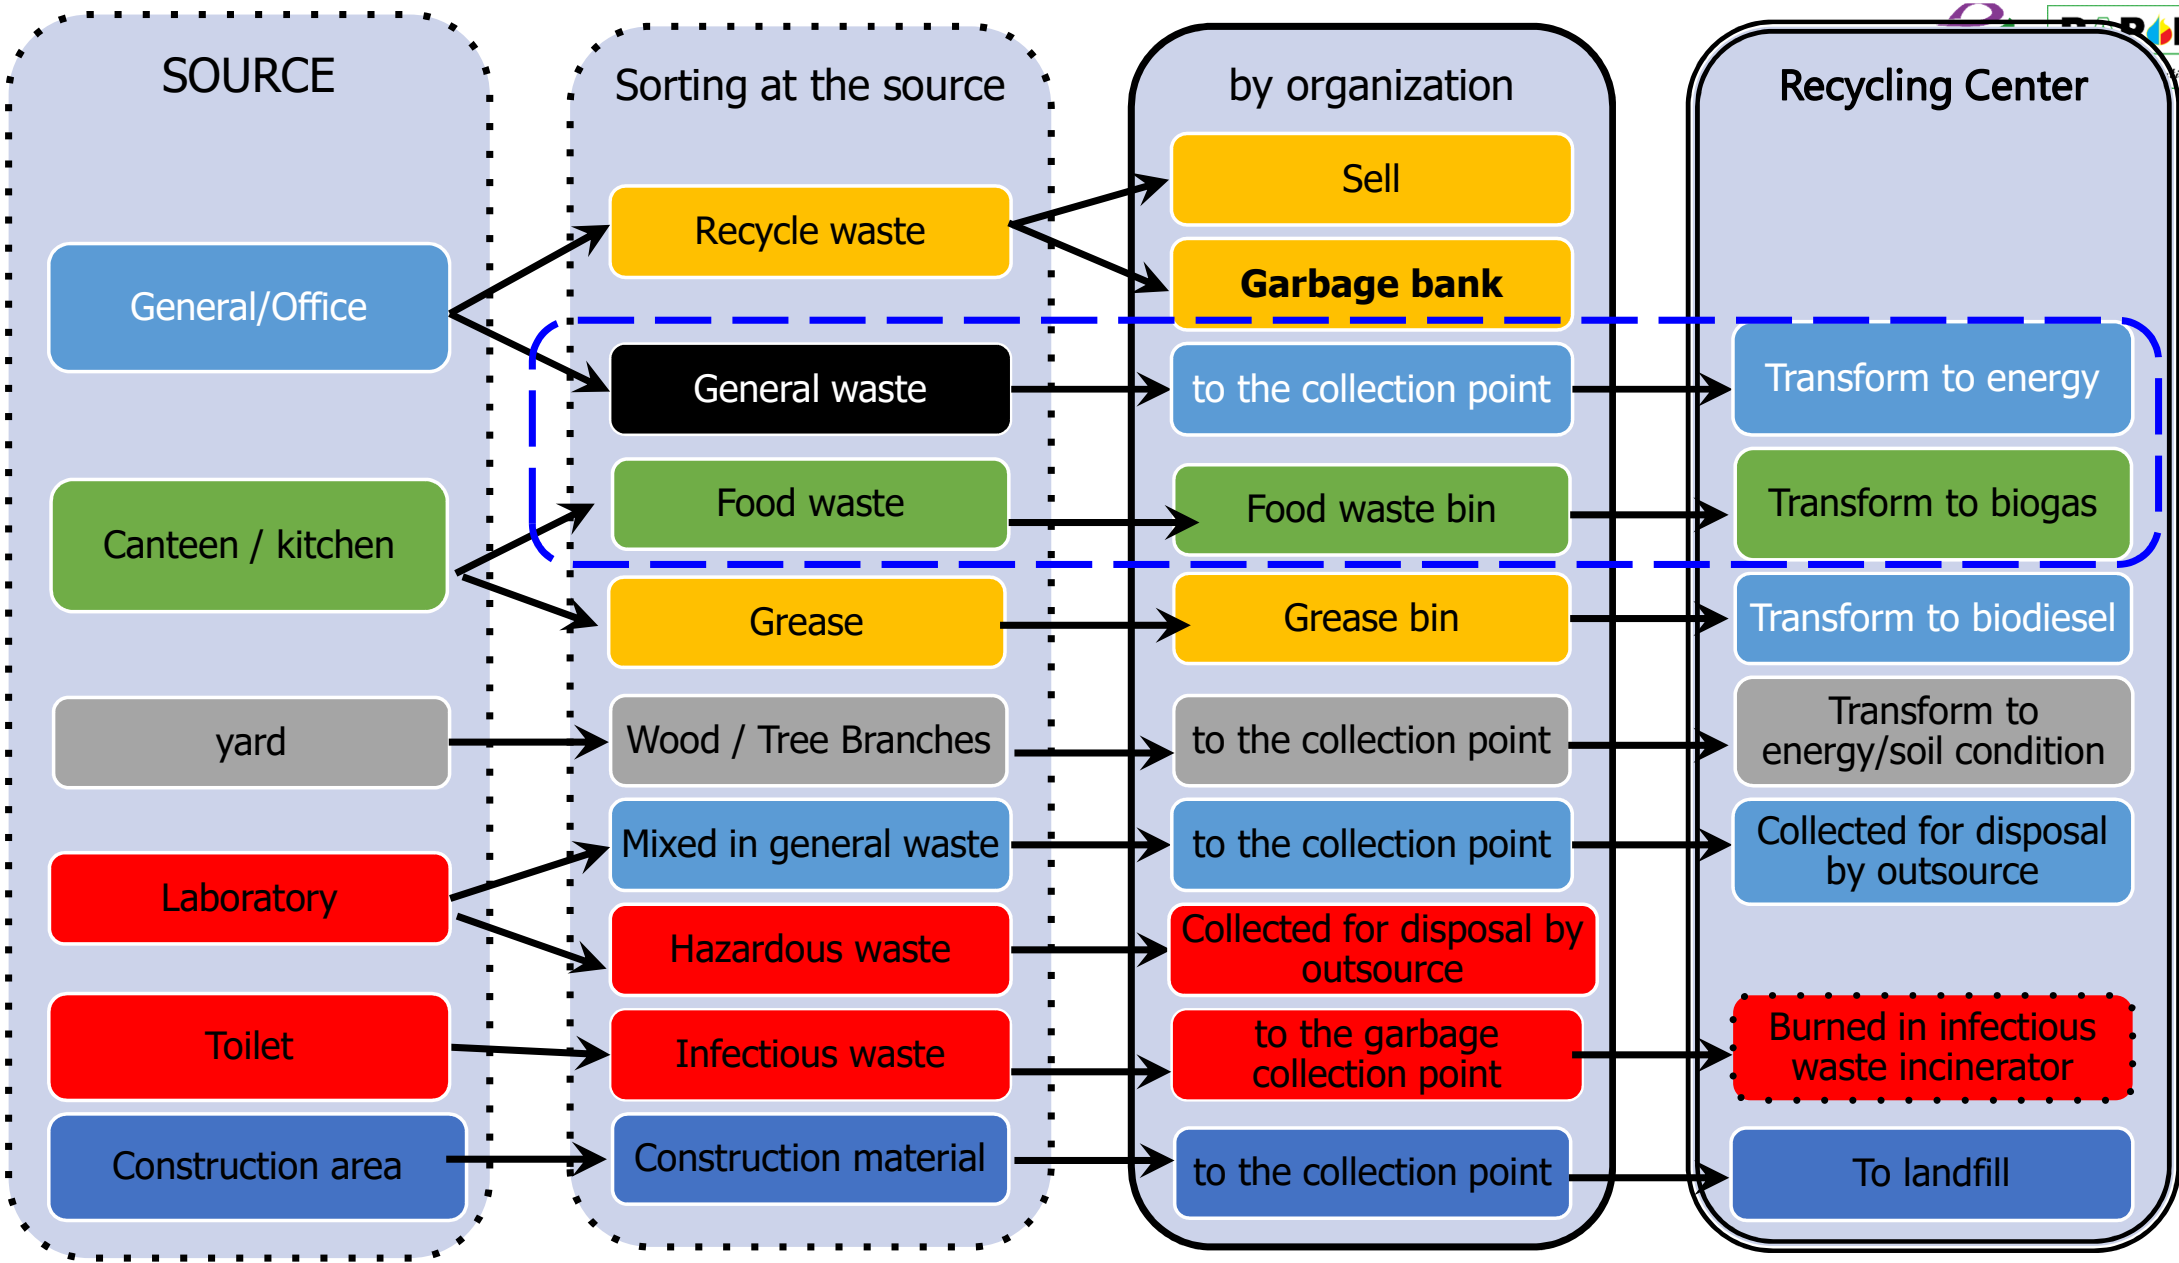 SOURCE
General/Office
Canteen / kitchen
yard
Laboratory
Toilet
Construction area
Sorting at the source
Recycle waste
General waste
Food waste
Grease
Wood / Tree Branches
Mixed in general waste
Hazardous waste
Infectious waste
Construction material
by organization
Sell
Garbage bank
to the collection point
Food waste bin
Grease bin
to the collection point
to the collection point
Collected for disposal by
outsource
to the garbage
collection point
to the collection point
Recycling Center
Transform to energy
Transform to biogas
Transform to biodiesel
Transform to
energy/soil condition
Collected for disposal
by outsource
Burned in infectious
waste incinerator
To landfill